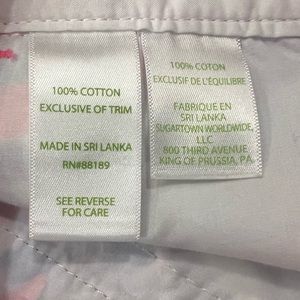 100% COTTON
EXCLUSIVE OF TRIM
MADE IN SRI LANKA
RN#88189
SEE REVERSE
FOR CARE
100% COTTON
EXCLUSIF DE L'ÉQUILIBRE
FABRIQUE EN
SRI LANKA
SUGARTOWN WORLDWIDE,
LLC
800 THIRD AVENUE
KING OF PRUSSIA, PA.